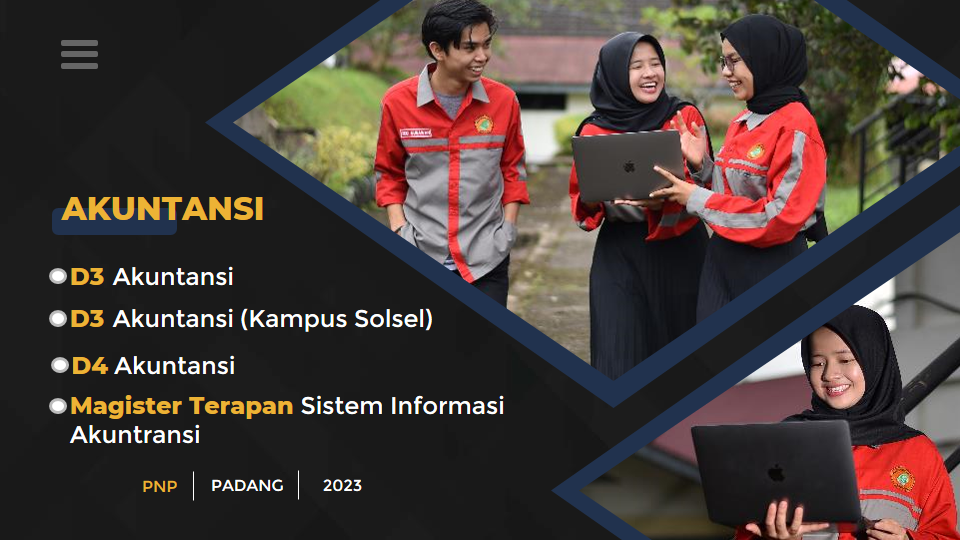 AKUNTANSI
D3 Akuntansi
D3 Akuntansi (Kampus Solsel)
D4 Akuntansi
Magister Terapan Sistem Informasi
Akuntransi
PNP
PADANG
2023